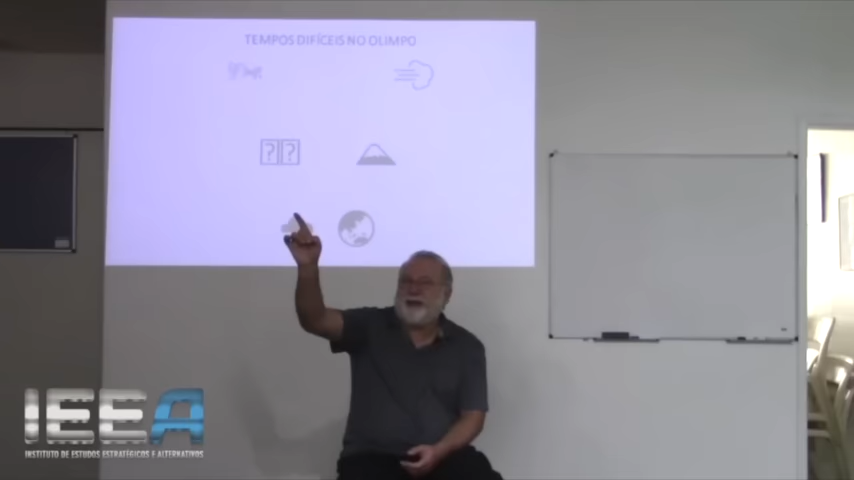 TEMPOS DIFÍCEIS NO OLIMPO
? ?
IEEA
INSTITUTO DE ESTUDOS ESTRATÉGICOS E ALTERNATIVOS